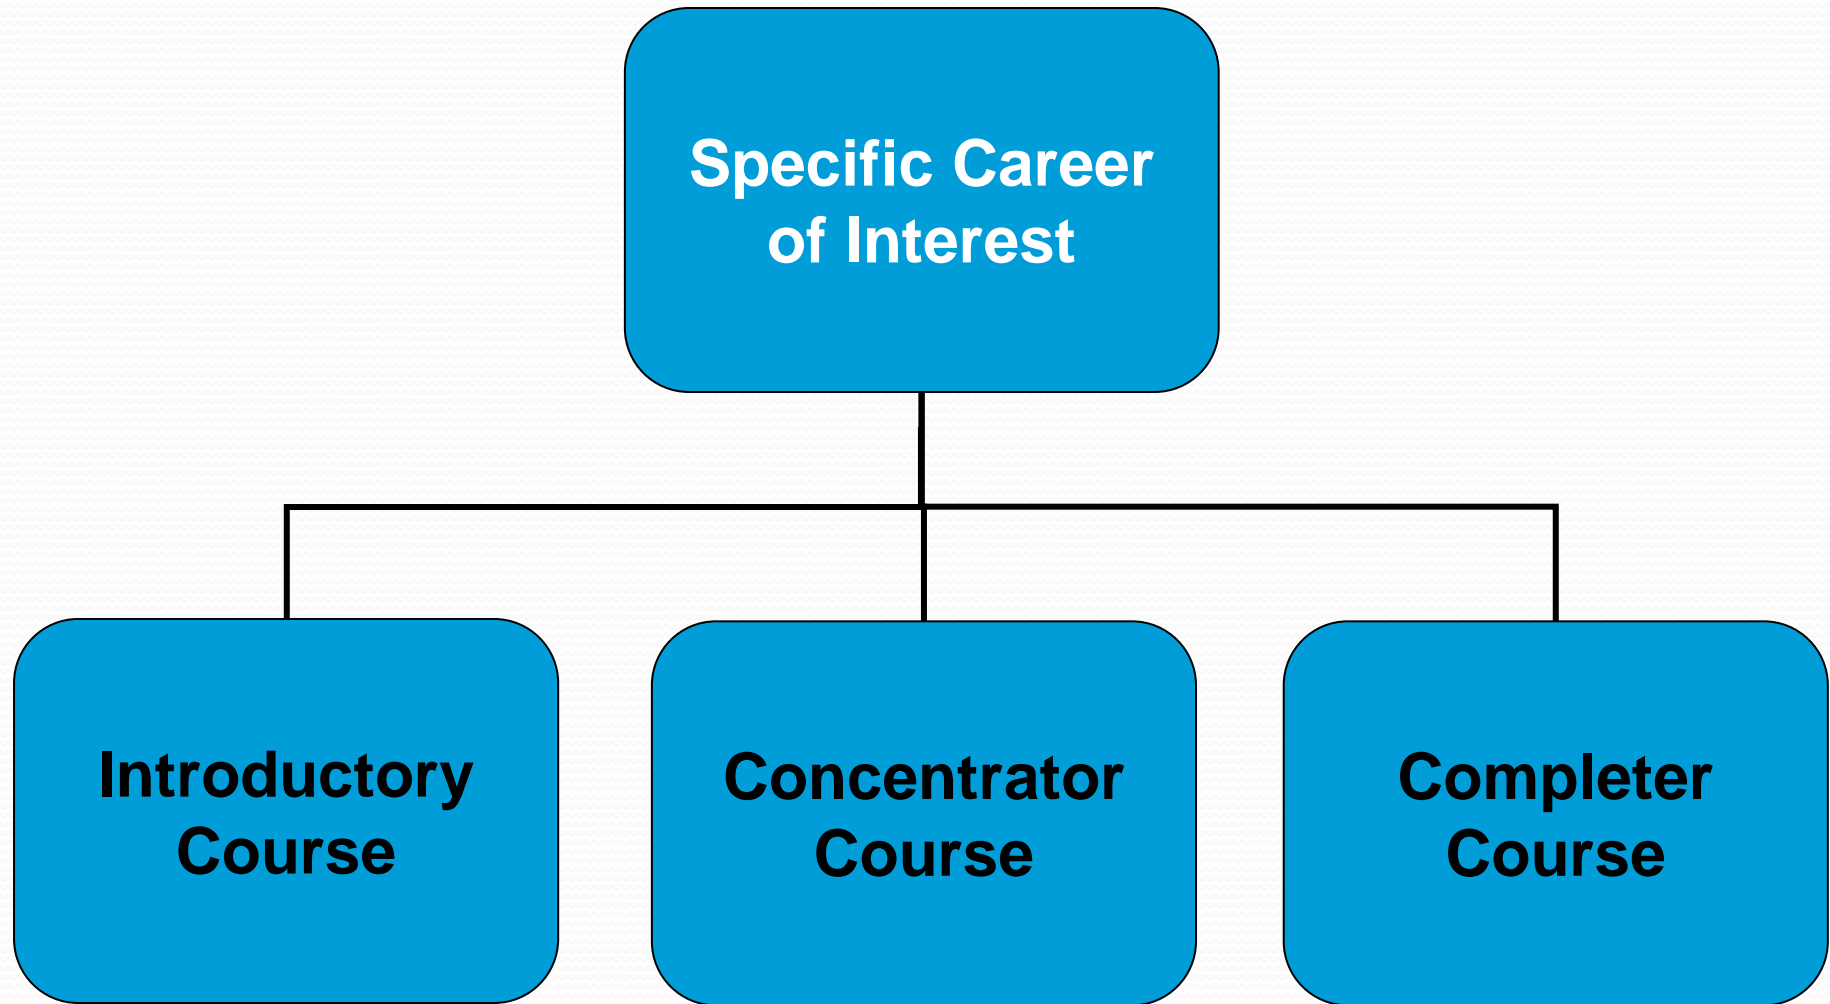 Specific Career
of Interest
Introductory
Course
Concentrator
Course
Completer
Course